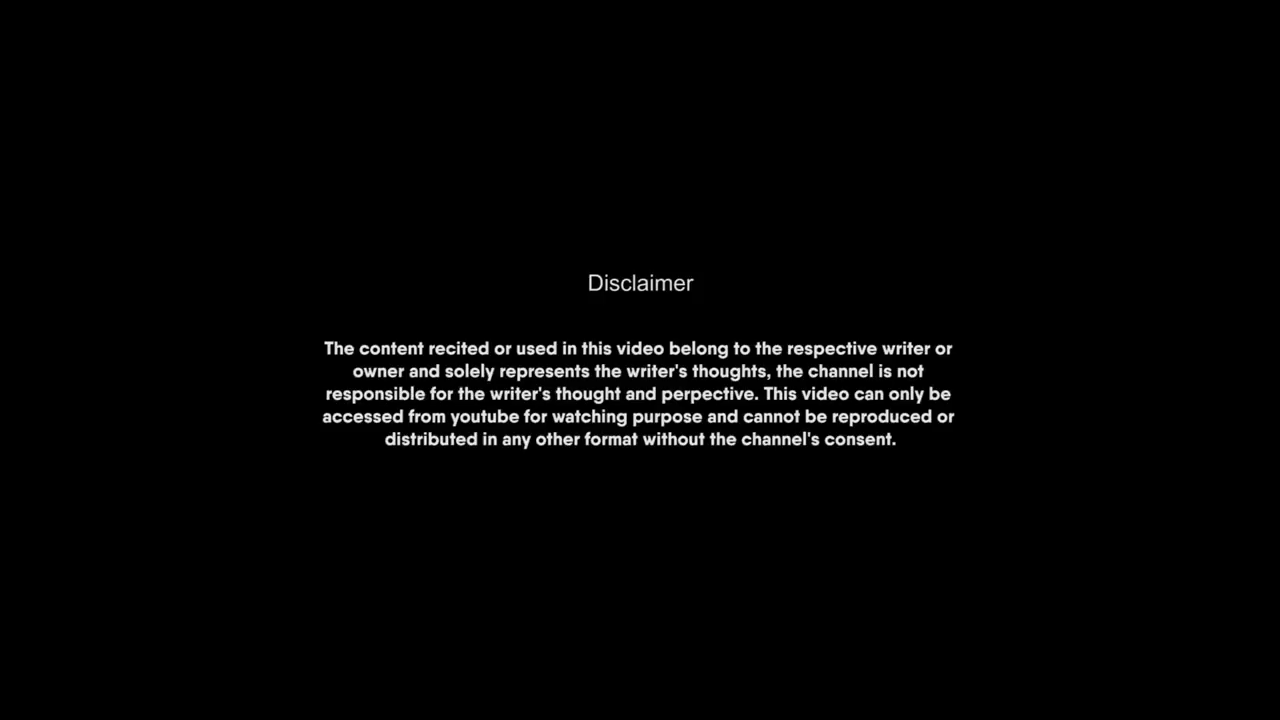 Disclaimer
The content recited or used in this video belong to the respective writer or
owner and solely represents the writer's thoughts, the channel is not
responsible for the writer's thought and perpective. This video can only be
accessed from youtube for watching purpose and cannot be reproduced or
distributed in any other format without the channel's consent.